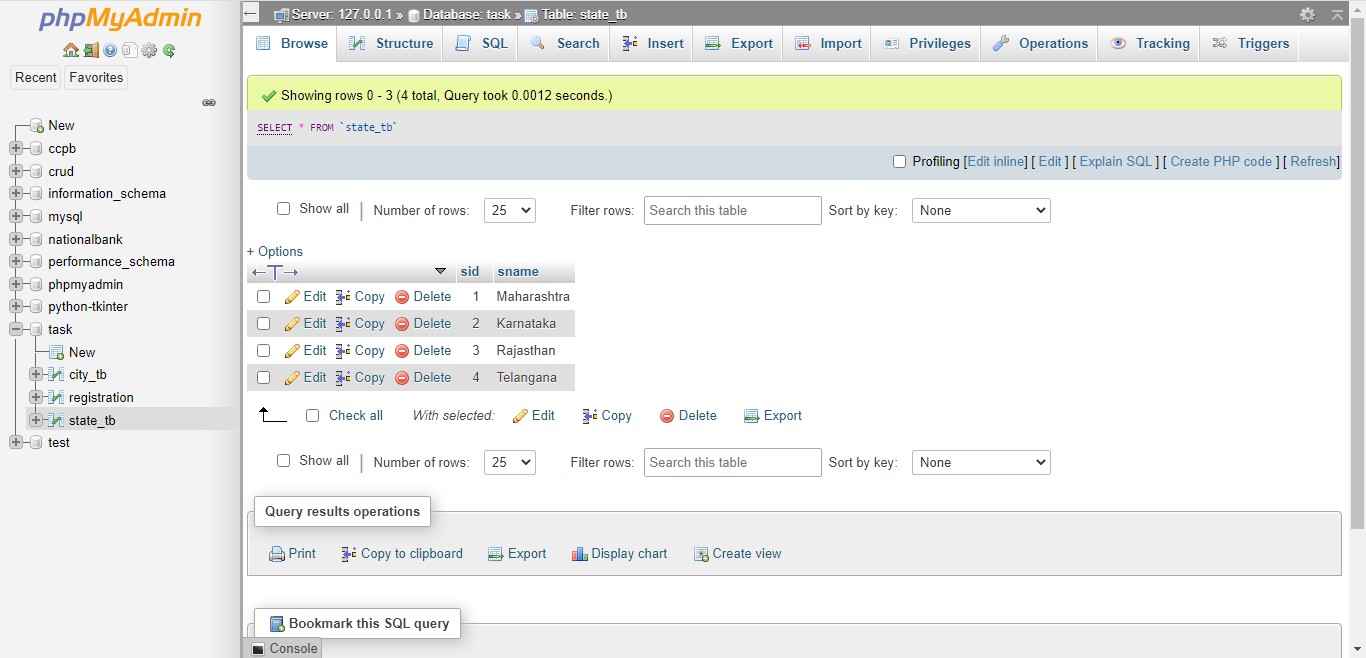 phpMyAdmin
Recent Favorites
New
ccpb
crud
information_schema
mysql
nationalbank
performance_schema
phpmyadmin
python-tkinter
task
New
city_tb
registration
state_tb
test
Server: 127.0.0.1 » Database: task » Table: state_tb
Browse Structure SQL Search Insert Export Import Privileges Operations Tracking Triggers
Showing rows 0 - 3 (4 total, Query took 0.0012 seconds.)
SELECT * FROM `state_tb`
Profiling [Edit inline] [ Edit ] [ Explain SQL ] [ Create PHP code ] [ Refresh]
Show all | Number of rows: 25 Filter rows: Search this table Sort by key: None
+ Options
←T→ sid sname
Edit Copy Delete 1 Maharashtra
Edit Copy Delete 2 Karnataka
Edit Copy Delete 3 Rajasthan
Edit Copy Delete 4 Telangana
Check all With selected: Edit Copy Delete Export
Show all | Number of rows: 25 Filter rows: Search this table Sort by key: None
Query results operations
Print Copy to clipboard Export Display chart Create view
Bookmark this SQL query
Console